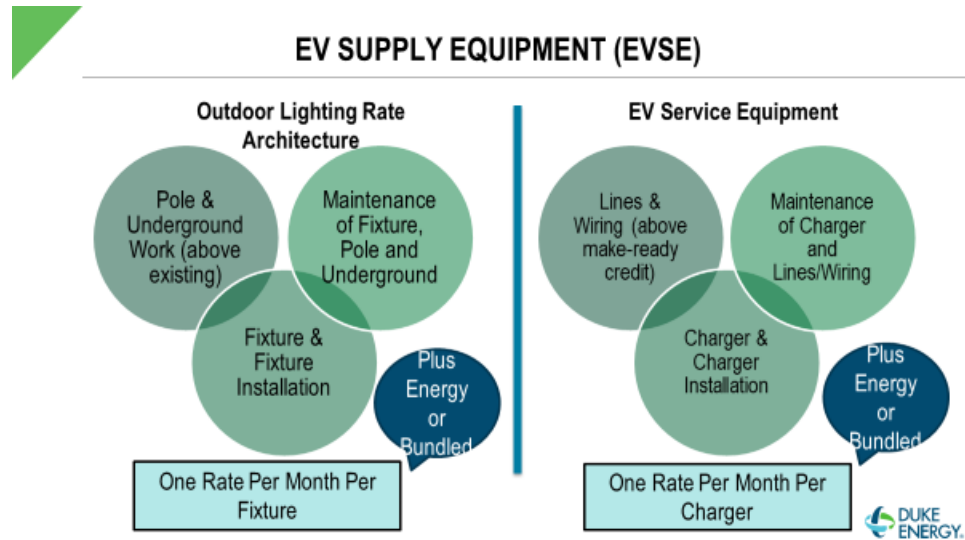 EV SUPPLY EQUIPMENT (EVSE)
Outdoor Lighting Rate
Architecture
Pole &
Underground
Work (above
existing)
Maintenance
of Fixture,
Pole and
Underground
Fixture &
Fixture
Installation
Plus
Energy
or
Bundled
One Rate Per Month Per
Fixture
EV Service Equipment
Lines &
Wiring (above
make-ready
credit)
Maintenance
of Charger
and
Lines/Wiring
Charger &
Charger
Installation
Plus
Energy
or
Bundled
One Rate Per Month Per
Charger
DUKE
ENERGY®